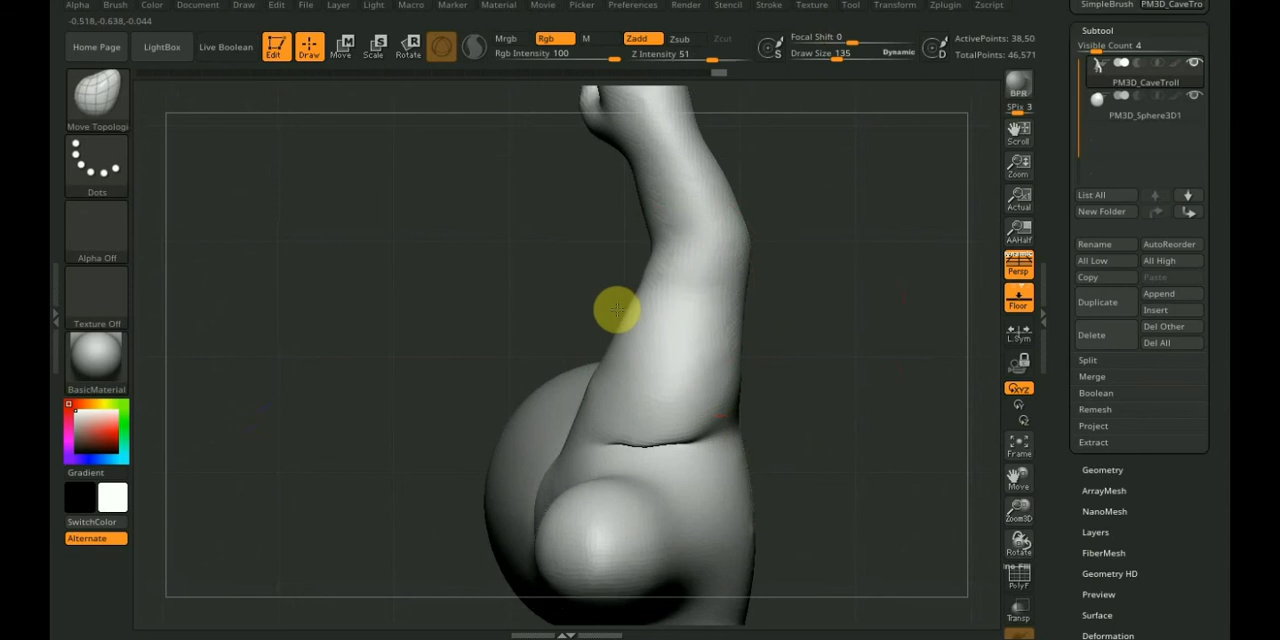 Alpha Brush Color Document Draw Edit File Layer Light Macro Marker Material Movie Picker Preferences Render Stencil Stroke Texture Tool Transform Zplugin Zscript
SimpleBrush PM3D_CaveTro
-0.518,-0.638,-0.044
Home Page LightBox Live Boolean Edit Draw Move Scale Rotate
Mrgb Rgb M Zadd Zsub Zcut
Rgb Intensity 100 Z Intensity 51
S Focal Shift 0
Draw Size 135 Dynamic
D ActivePoints: 38,50
TotalPoints: 46,571
Move Topologi
Dots
Alpha Off
Texture Off
BasicMaterial
Gradient
SwitchColor
Alternate
BPR
SPix 3
Scroll
Zoom
Actual
AAHalf
Persp
Floor
L.Sym
XYZ
Frame
Move
Zoom3D
Rotate
PolyF
Transp
Subtool
Visible Count 4
PM3D_CaveTroll
PM3D_Sphere3D1
List All
New Folder
Rename AutoReorder
All Low All High
Copy Paste
Duplicate Append
Insert
Delete Del Other
Del All
Split
Merge
Boolean
Remesh
Project
Extract
Geometry
ArrayMesh
NanoMesh
Layers
FiberMesh
Geometry HD
Preview
Surface
Deformation